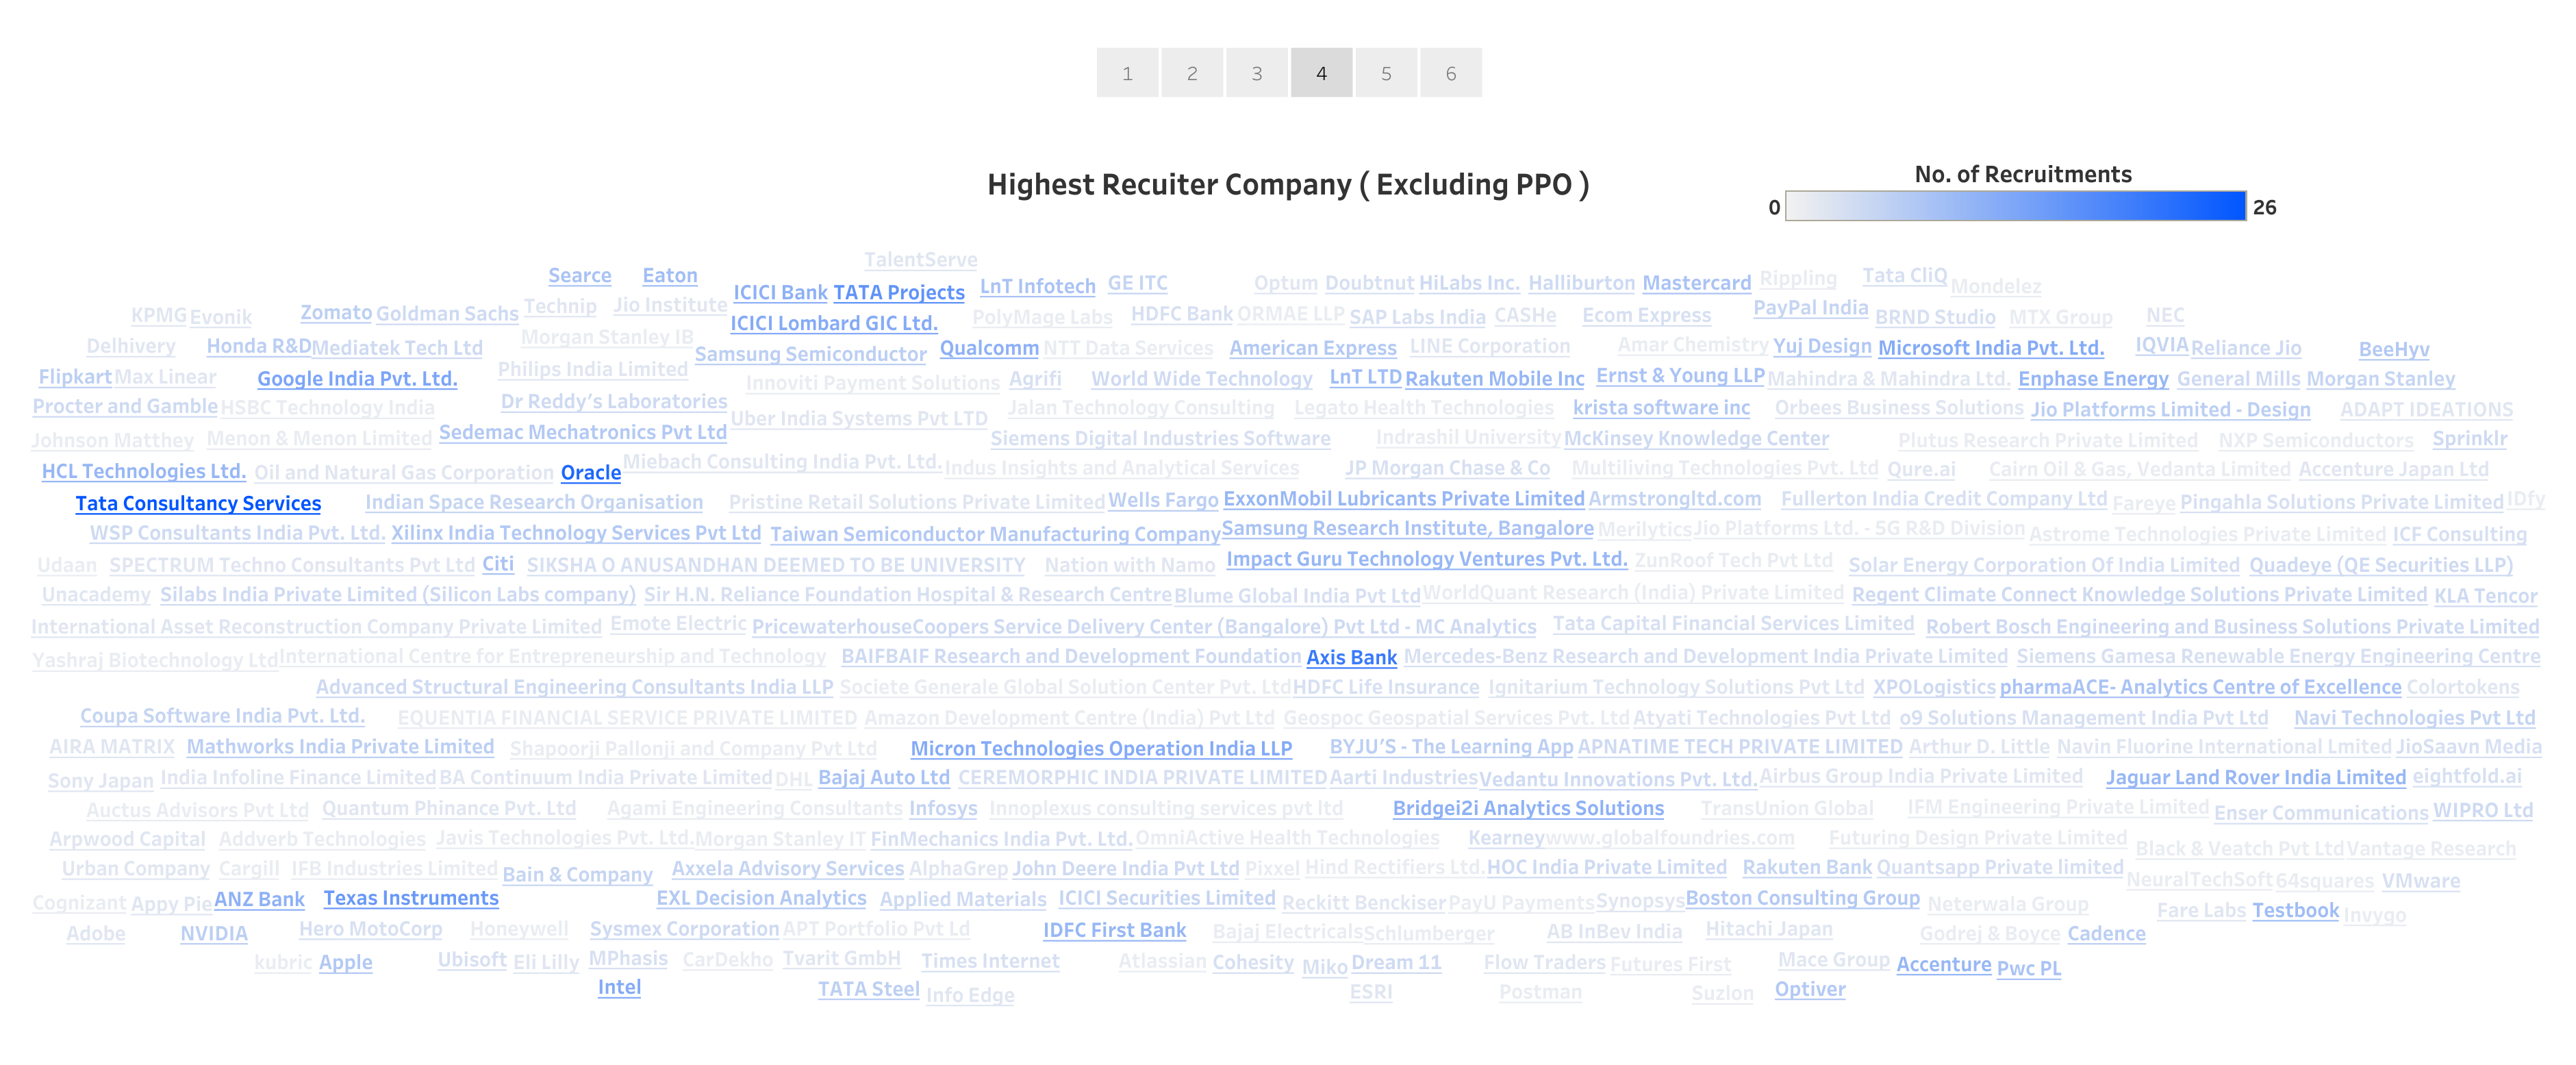 1 2 3 4 5 6
Highest Recuiter Company ( Excluding PPO )
No. of Recruitments
0 26
TalentServe
Searce Eaton ICICI Bank TATA Projects LnT Infotech GE ITC Optum Doubtnut HiLabs Inc. Halliburton Mastercard Rippling Tata CliQ Mondelez
KPMG Evonik Zomato Goldman Sachs Technip Jio Institute ICICI Lombard GIC Ltd. PolyMage Labs HDFC Bank ORMAE LLP SAP Labs India CASHe Ecom Express PayPal India BRND Studio MTX Group NEC
Delhivery Honda R&D Mediatek Tech Ltd Morgan Stanley IB Samsung Semiconductor Qualcomm NTT Data Services American Express LINE Corporation Amar Chemistry Yuj Design Microsoft India Pvt. Ltd. IQVIA Reliance Jio BeeHyv
Flipkart Max Linear Google India Pvt. Ltd. Philips India Limited Innoviti Payment Solutions Agrifi World Wide Technology LnT LTD Rakuten Mobile Inc Ernst & Young LLP Mahindra & Mahindra Ltd. Enphase Energy General Mills Morgan Stanley
Procter and Gamble HSBC Technology India Dr Reddy’s Laboratories Uber India Systems Pvt LTD Jalan Technology Consulting Legato Health Technologies krista software inc Orbees Business Solutions Jio Platforms Limited - Design ADAPT IDEATIONS
Johnson Matthey Menon & Menon Limited Sedemac Mechatronics Pvt Ltd Siemens Digital Industries Software Indrashil University McKinsey Knowledge Center Plutus Research Private Limited NXP Semiconductors Sprinklr
HCL Technologies Ltd. Oil and Natural Gas Corporation Oracle Miebach Consulting India Pvt. Ltd. Indus Insights and Analytical Services JP Morgan Chase & Co Multiliving Technologies Pvt. Ltd Qure.ai Cairn Oil & Gas, Vedanta Limited Accenture Japan Ltd
Tata Consultancy Services Indian Space Research Organisation Pristine Retail Solutions Private Limited Wells Fargo ExxonMobil Lubricants Private Limited Armstrongltd.com Fullerton India Credit Company Ltd Fareye Pingahla Solutions Private Limited IDfy
WSP Consultants India Pvt. Ltd. Xilinx India Technology Services Pvt Ltd Taiwan Semiconductor Manufacturing Company Samsung Research Institute, Bangalore Merilytics Jio Platforms Ltd. - 5G R&D Division Astrome Technologies Private Limited ICF Consulting
Udaan SPECTRUM Techno Consultants Pvt Ltd Citi SIKSHA O ANUSANDHAN DEEMED TO BE UNIVERSITY Nation with Namo Impact Guru Technology Ventures Pvt. Ltd. ZunRoof Tech Pvt Ltd Solar Energy Corporation Of India Limited Quadeye (QE Securities LLP)
Unacademy Silabs India Private Limited (Silicon Labs company) Sir H.N. Reliance Foundation Hospital & Research Centre Blume Global India Pvt Ltd WorldQuant Research (India) Private Limited Regent Climate Connect Knowledge Solutions Private Limited KLA Tencor
International Asset Reconstruction Company Private Limited Emote Electric PricewaterhouseCoopers Service Delivery Center (Bangalore) Pvt Ltd - MC Analytics Tata Capital Financial Services Limited Robert Bosch Engineering and Business Solutions Private Limited
Yashraj Biotechnology Ltd International Centre for Entrepreneurship and Technology BAIFBAIF Research and Development Foundation Axis Bank Mercedes-Benz Research and Development India Private Limited Siemens Gamesa Renewable Energy Engineering Centre
Advanced Structural Engineering Consultants India LLP Societe Generale Global Solution Center Pvt. Ltd HDFC Life Insurance Ignitarium Technology Solutions Pvt Ltd XPOLogistics pharmaACE- Analytics Centre of Excellence Colortokens
Coupa Software India Pvt. Ltd. EQUENTIA FINANCIAL SERVICE PRIVATE LIMITED Amazon Development Centre (India) Pvt Ltd Geospoc Geospatial Services Pvt. Ltd Atyati Technologies Pvt Ltd o9 Solutions Management India Pvt Ltd Navi Technologies Pvt Ltd
AIRA MATRIX Mathworks India Private Limited Shapoorji Pallonji and Company Pvt Ltd Micron Technologies Operation India LLP BYJU’S - The Learning App APNATIME TECH PRIVATE LIMITED Arthur D. Little Navin Fluorine International Lmited JioSaavn Media
Sony Japan India Infoline Finance Limited BA Continuum India Private Limited DHL Bajaj Auto Ltd CEREMORPHIC INDIA PRIVATE LIMITED Aarti Industries Vedantu Innovations Pvt. Ltd. Airbus Group India Private Limited Jaguar Land Rover India Limited eightfold.ai
Auctus Advisors Pvt Ltd Quantum Phinance Pvt. Ltd Agami Engineering Consultants Infosys Innoplexus consulting services pvt ltd Bridgei2i Analytics Solutions TransUnion Global IFM Engineering Private Limited Enser Communications WIPRO Ltd
Arpwood Capital Addverb Technologies Javis Technologies Pvt. Ltd. Morgan Stanley IT FinMechanics India Pvt. Ltd. OmniActive Health Technologies Kearney www.globalfoundries.com Futuring Design Private Limited Black & Veatch Pvt Ltd Vantage Research
Urban Company Cargill IFB Industries Limited Bain & Company Axxela Advisory Services AlphaGrep John Deere India Pvt Ltd Pixxel Hind Rectifiers Ltd. HOC India Private Limited Rakuten Bank Quantsapp Private limited NeuralTechSoft 64squares VMware
Cognizant Appy Pie ANZ Bank Texas Instruments EXL Decision Analytics Applied Materials ICICI Securities Limited Reckitt Benckiser PayU Payments Synopsys Boston Consulting Group Neterwala Group Fare Labs Testbook Invygo
Adobe NVIDIA Hero MotoCorp Honeywell Sysmex Corporation APT Portfolio Pvt Ld IDFC First Bank Bajaj Electricals Schlumberger AB InBev India Hitachi Japan Godrej & Boyce Cadence
kubric Apple Ubisoft Eli Lilly MPhasis CarDekho Tvarit GmbH Times Internet Atlassian Cohesity Miko Dream 11 Flow Traders Futures First Mace Group Accenture Pwc PL
Intel TATA Steel Info Edge ESRI Postman Suzlon Optiver